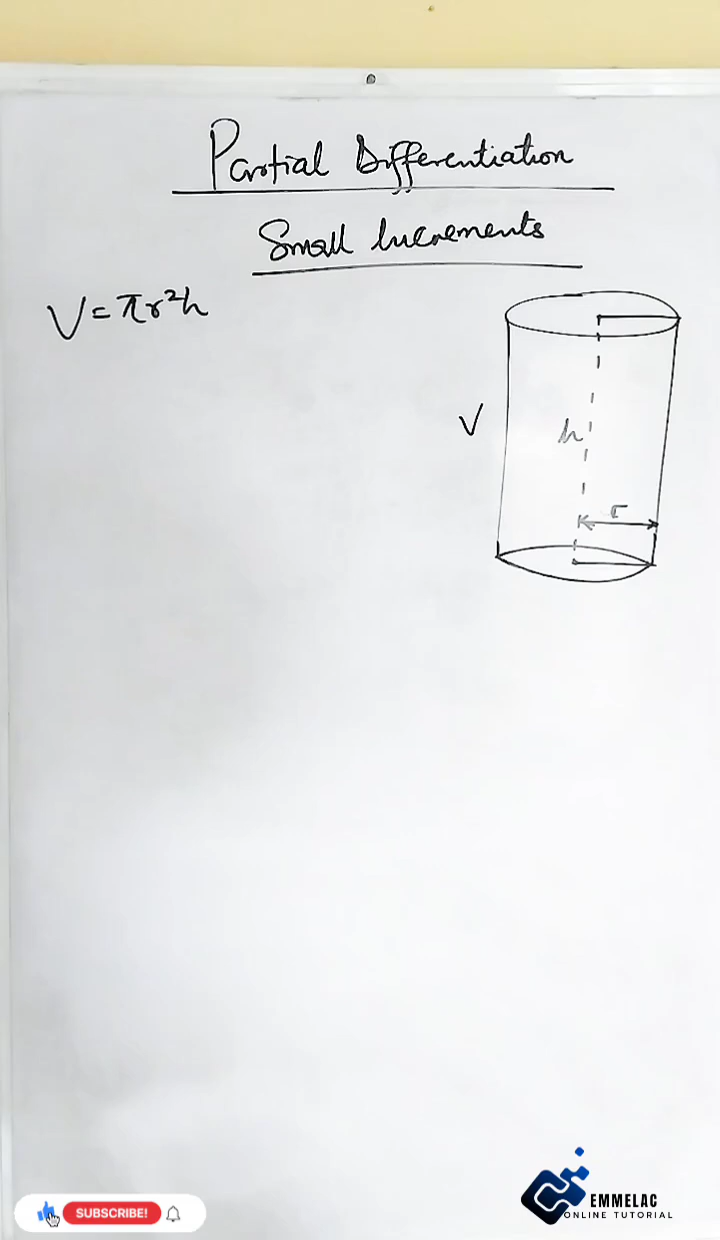 Partial Differentiation
Small Increments
V = πr²h
V
h
r
SUBSCRIBE!
EMMELAC
ONLINE TUTORIAL